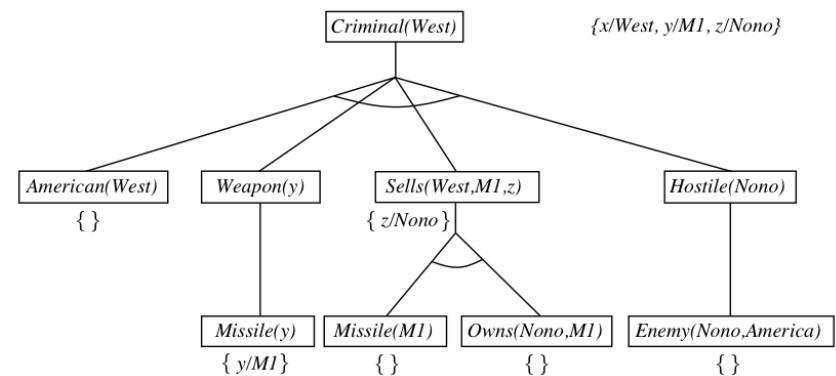 Criminal(West)
{x/West, y/M1, z/Nono}
American(West)
Weapon(y)
Sells(West,M1,z)
Hostile(Nono)
{ }
{ z/Nono }
Missile(y)
Missile(M1)
Owns(Nono,M1)
Enemy(Nono,America)
{ y/M1}
{ }
{ }
{ }